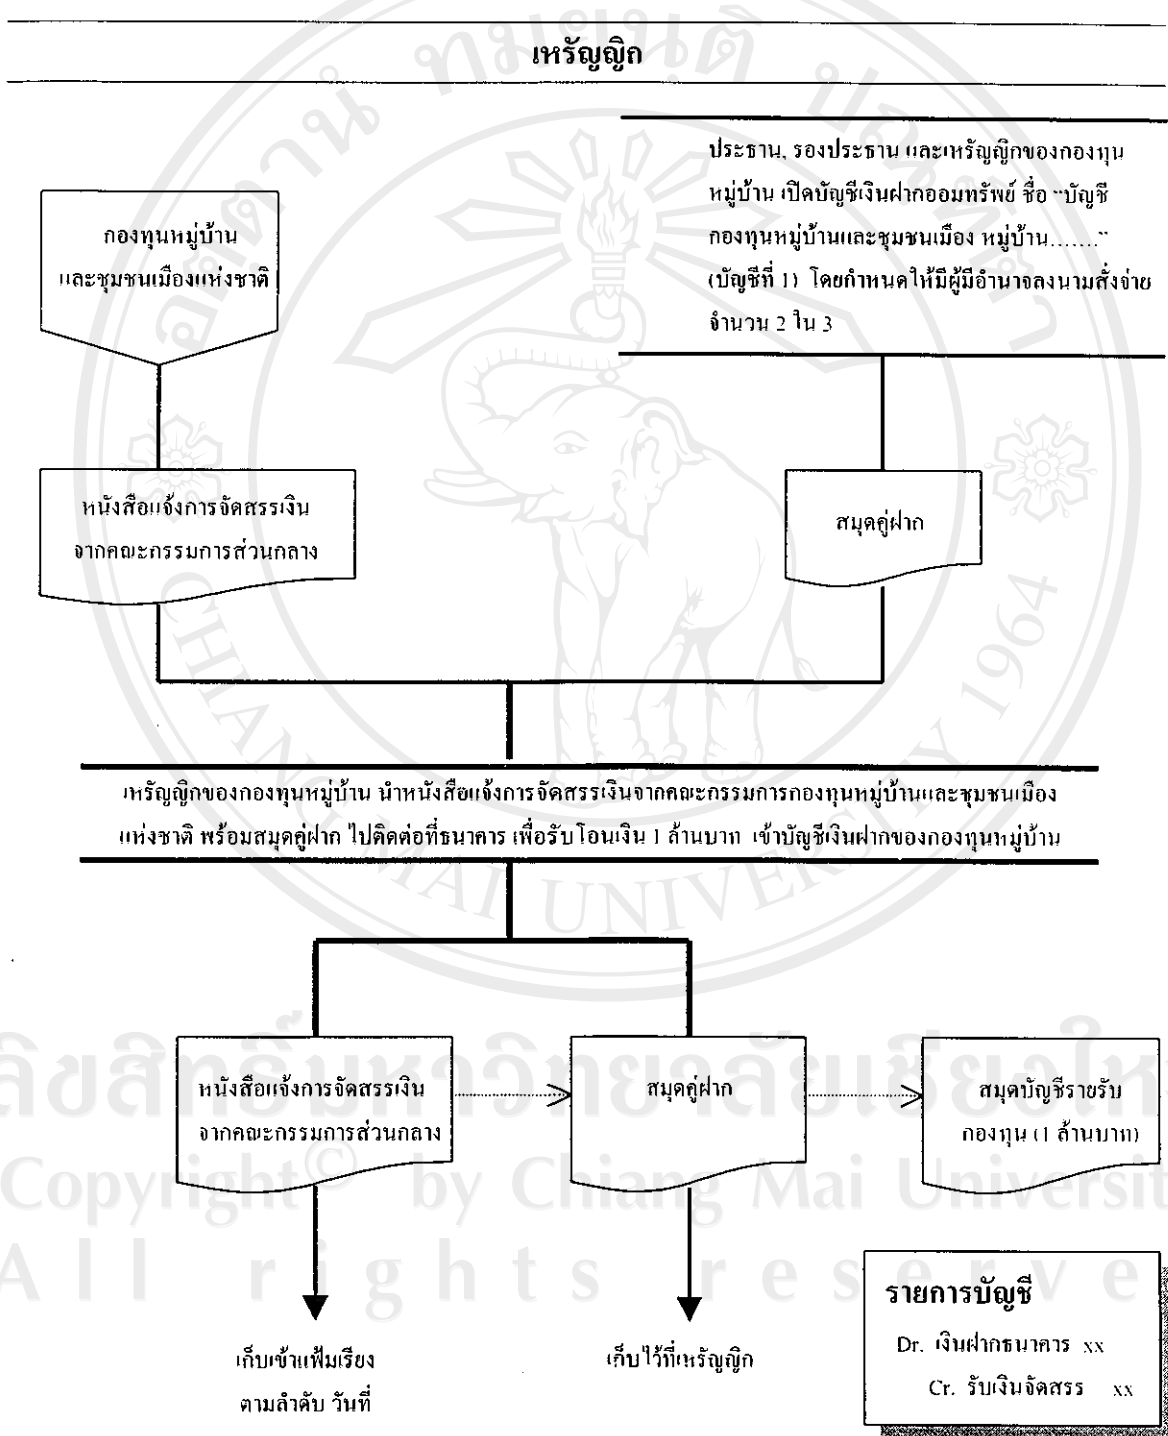 เหรัญญิก
ประธาน, รองประธาน และเหรัญญิกของกองทุน
หมู่บ้าน เปิดบัญชีเงินฝากออมทรัพย์ ชื่อ "บัญชี
กองทุนหมู่บ้านและชุมชนเมือง หมู่บ้าน......."
(บัญชีที่ 1) โดยกำหนดให้มีผู้มีอำนาจลงนามสั่งจ่าย
จำนวน 2 ใน 3
กองทุนหมู่บ้าน
และชุมชนเมืองแห่งชาติ
หนังสือแจ้งการจัดสรรเงิน
จากคณะกรรมการส่วนกลาง
สมุดคู่ฝาก
เหรัญญิกของกองทุนหมู่บ้าน นำหนังสือแจ้งการจัดสรรเงินจากคณะกรรมการกองทุนหมู่บ้านและชุมชนเมือง
แห่งชาติ พร้อมสมุดคู่ฝาก ไปติดต่อที่ธนาคาร เพื่อรับโอนเงิน 1 ล้านบาท เข้าบัญชีเงินฝากของกองทุนหมู่บ้าน
หนังสือแจ้งการจัดสรรเงิน
จากคณะกรรมการส่วนกลาง
สมุดคู่ฝาก
สมุดบัญชีรายรับ
กองทุน (1 ล้านบาท)
เก็บเข้าแฟ้มเรียง
ตามลำดับ วันที่
เก็บไว้ที่เหรัญญิก
รายการบัญชี
Dr. เงินฝากธนาคาร xx
Cr. รับเงินจัดสรร xx
CHIANG MAI UNIVERSITY 1964
Copyright© by Chiang Mai Universit
All rights reserve